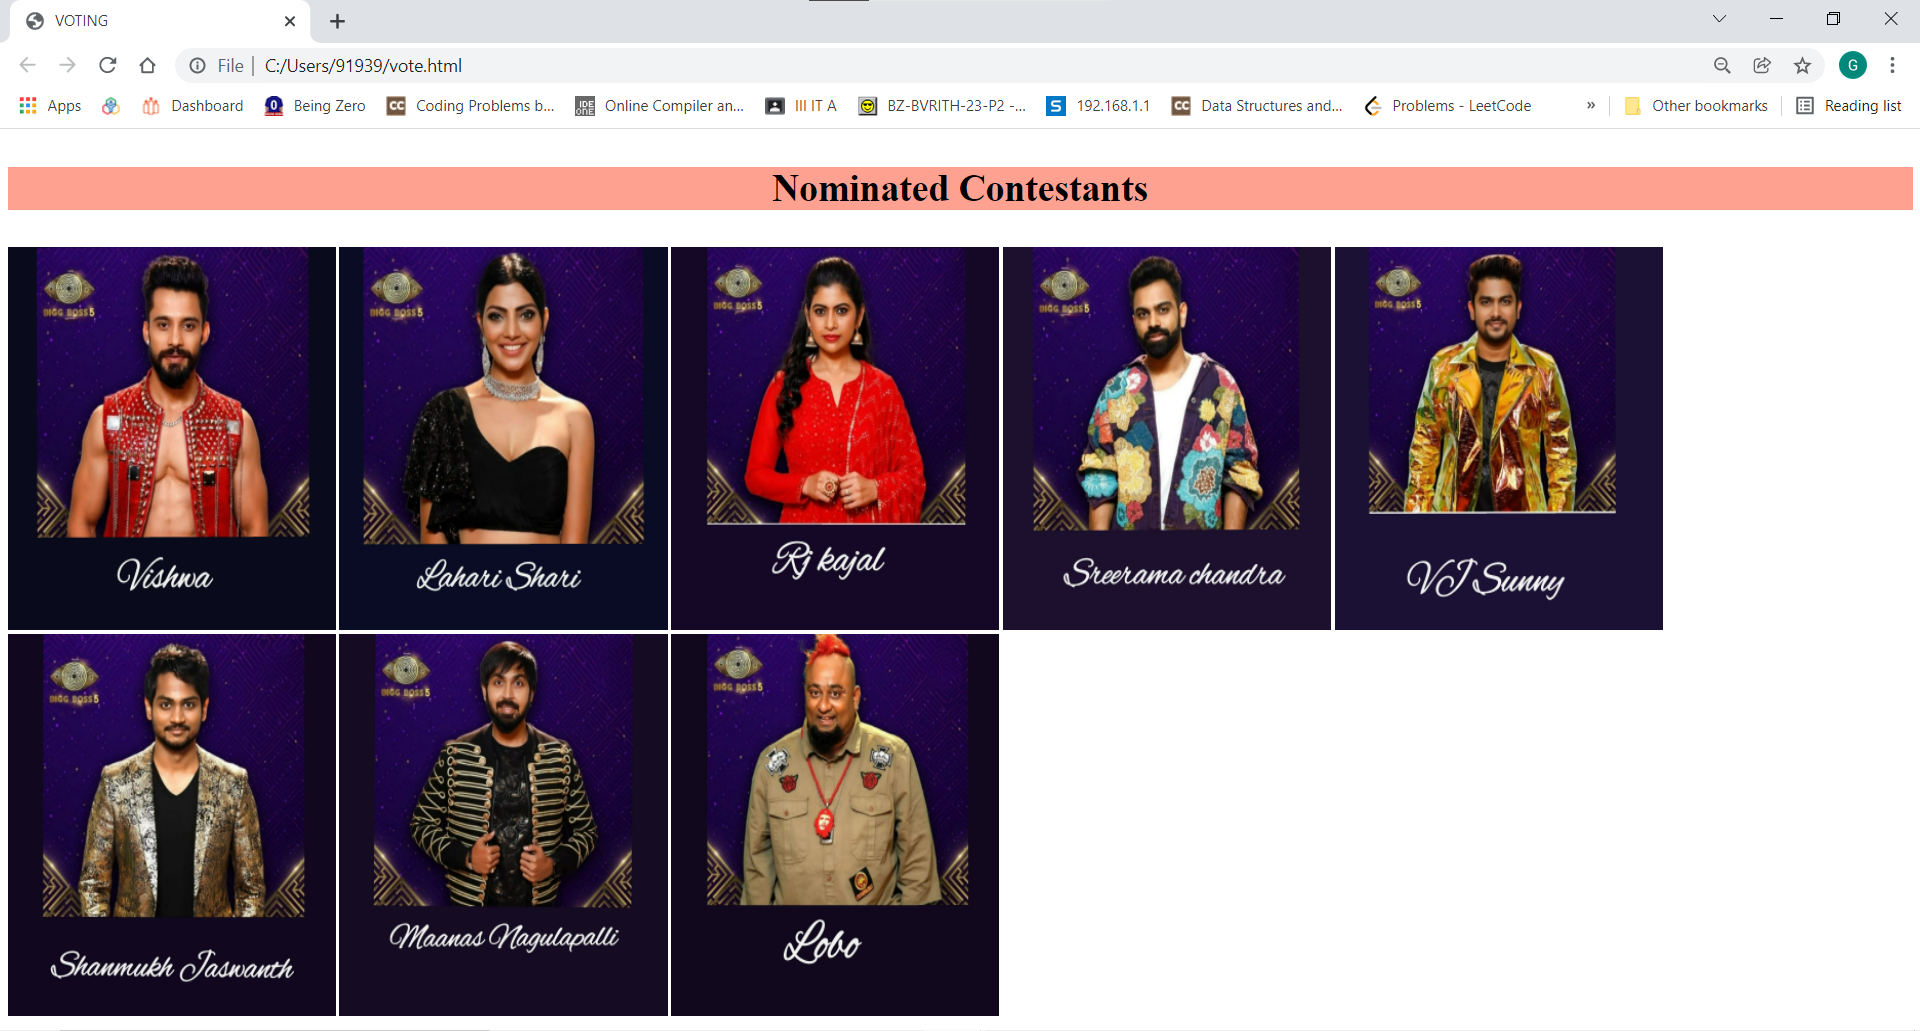 VOTING
File
C:/Users/91939/vote.html
G
Apps
Dashboard
Being Zero
Coding Problems b...
Online Compiler an...
III IT A
BZ-BVRITH-23-P2 -...
192.168.1.1
Data Structures and...
Problems - LeetCode
»
Other bookmarks
Reading list
Nominated Contestants
BIGG BOSS 5
Vishwa
BIGG BOSS 5
Lahari Shari
BIGG BOSS 5
Rj kajal
BIGG BOSS 5
Sreerama chandra
BIGG BOSS 5
VJ Sunny
BIGG BOSS 5
Shanmukh Jaswanth
BIGG BOSS 5
Maanas Nagulapalli
BIGG BOSS 5
Lobo